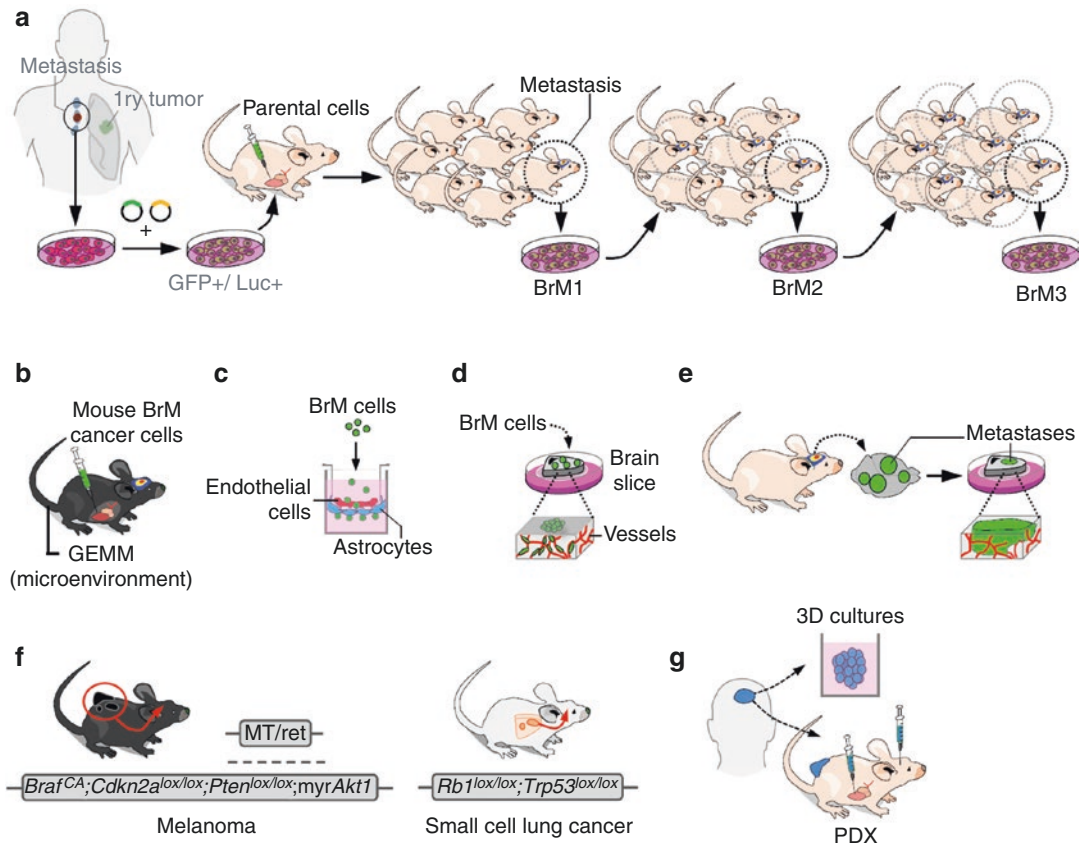 a
Metastasis
1ry tumor
Parental cells
Metastasis
+
GFP+/ Luc+
BrM1
BrM2
BrM3
b
Mouse BrM
cancer cells
GEMM
(microenvironment)
c
BrM cells
Endothelial
cells
Astrocytes
d
BrM cells
Brain
slice
Vessels
e
Metastases
f
MT/ret
Braf^CA;Cdkn2a^lox/lox;Pten^lox/lox;myrAkt1
Melanoma
Rb1^lox/lox;Trp53^lox/lox
Small cell lung cancer
g
3D cultures
PDX